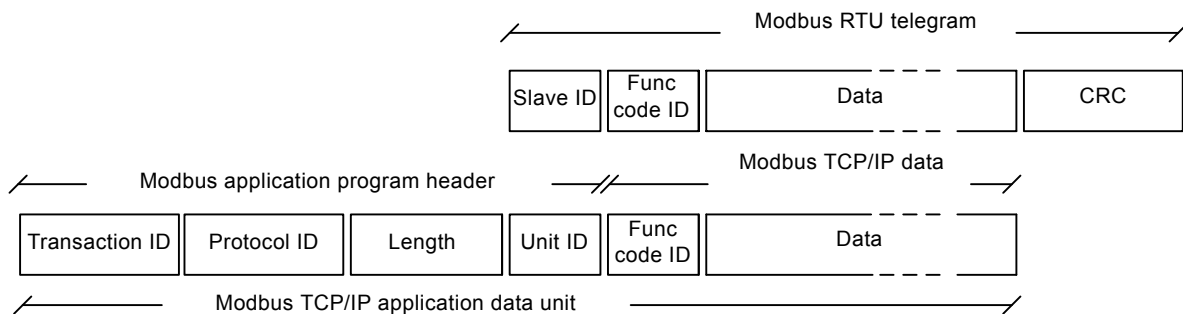 Modbus RTU telegram
Slave ID
Func
code ID
Data
CRC
Modbus TCP/IP data
Modbus application program header
Transaction ID
Protocol ID
Length
Unit ID
Func
code ID
Data
Modbus TCP/IP application data unit